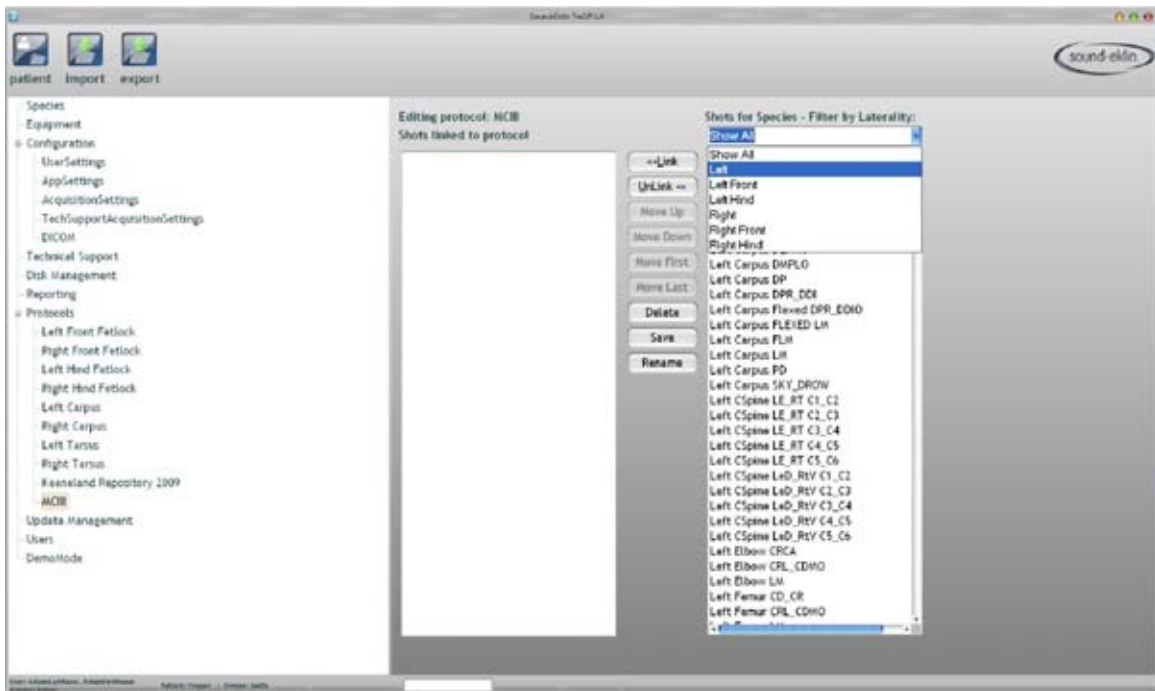 patient import export
sound-eklin
Species
Equipment
Configuration
UserSettings
AppSettings
AcquisitionSettings
TechSupportAcquisitionSettings
DICOM
Technical Support
Disk Management
Reporting
Protocols
Left Front Fetlock
Right Front Fetlock
Left Hind Fetlock
Right Hind Fetlock
Left Carpus
Right Carpus
Left Tarsus
Right Tarsus
Keeneland Repository 2009
MCIB
Update Management
Users
DemoMode
Editing protocol: MCIB
Shots linked to protocol
<<Link
UnLink >>
Move Up
Move Down
Move First
Move Last
Delete
Save
Rename
Shots for Species - Filter by Laterality:
Show All
Show All
Left
Left Front
Left Hind
Right
Right Front
Right Hind
Left Carpus DMPLO
Left Carpus DP
Left Carpus DPR_DDI
Left Carpus Flexed DPR_DDIO
Left Carpus FLEXED LM
Left Carpus FLM
Left Carpus LM
Left Carpus PD
Left Carpus SKY_DROW
Left CSpine LE_RT C1_C2
Left CSpine LE_RT C2_C3
Left CSpine LE_RT C3_C4
Left CSpine LE_RT C4_C5
Left CSpine LE_RT C5_C6
Left CSpine LeD_RtV C1_C2
Left CSpine LeD_RtV C2_C3
Left CSpine LeD_RtV C3_C4
Left CSpine LeD_RtV C4_C5
Left CSpine LeD_RtV C5_C6
Left Elbow CRCA
Left Elbow CRL_CDMO
Left Elbow LM
Left Femur CD_CR
Left Femur CRL_CDMO